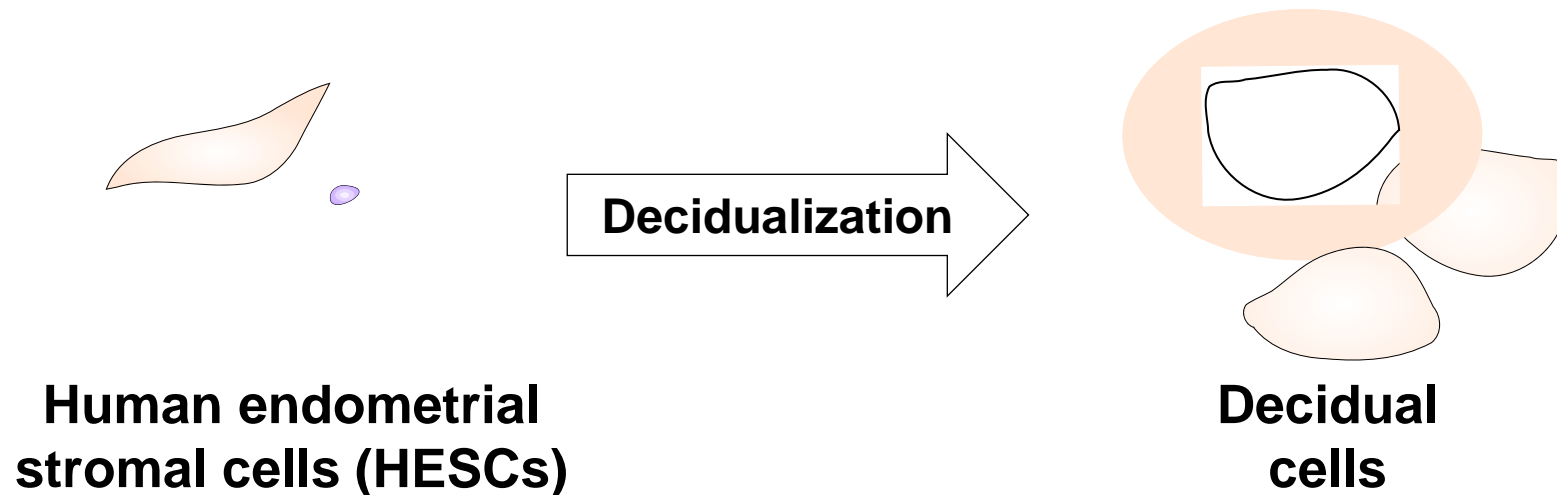 Decidualization
Human endometrial
stromal cells (HESCs)
Decidual
cells